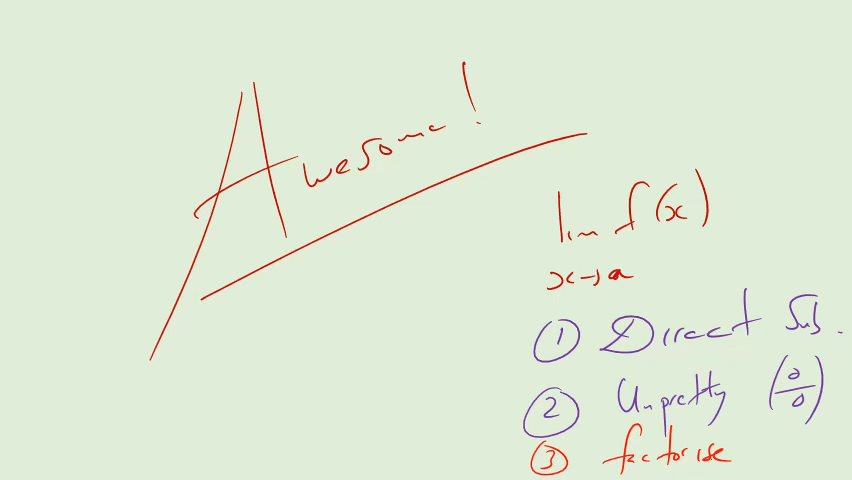 Awesome!
lim f(x)
x→a
① Direct Sub.
② Unpretty (0/0)
③ factorise